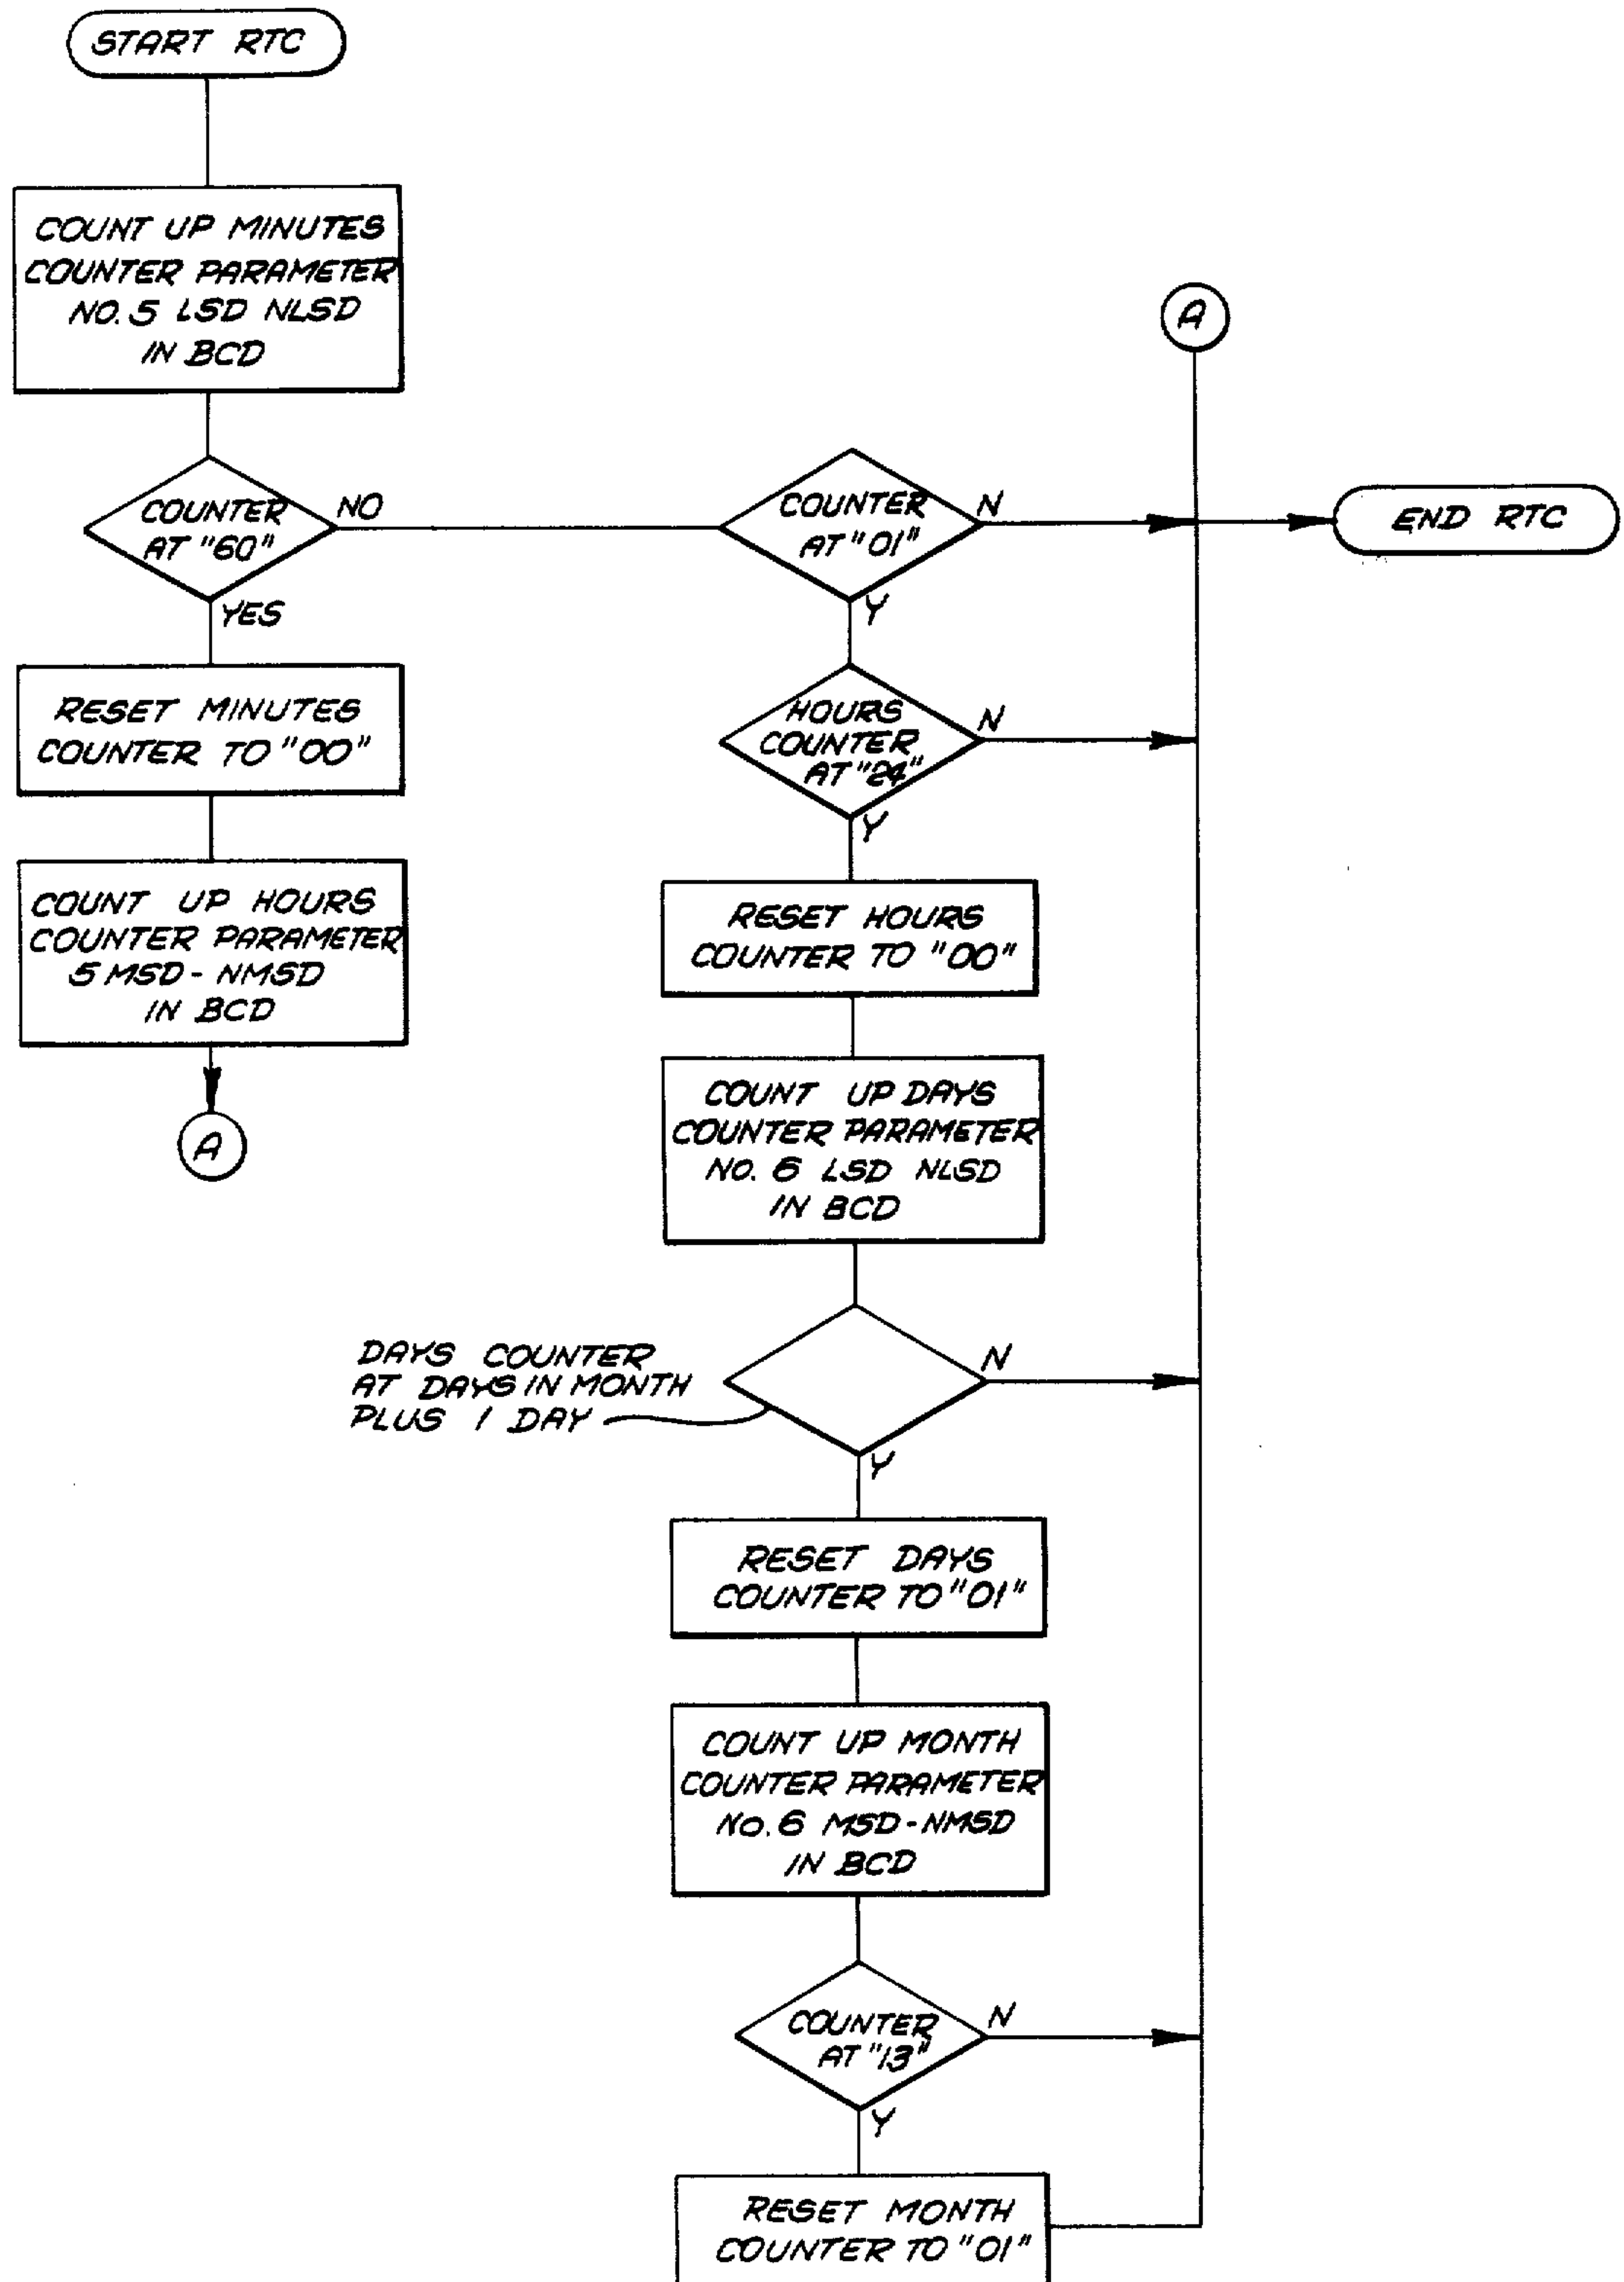 START RTC
COUNT UP MINUTES
COUNTER PARAMETER
NO. 5 LSD NLSD
IN BCD
COUNTER
AT "60"
NO
YES
RESET MINUTES
COUNTER TO "00"
COUNT UP HOURS
COUNTER PARAMETER
5 MSD - NMSD
IN BCD
A
COUNTER
AT "01"
N
Y
HOURS
COUNTER
AT "24"
N
Y
RESET HOURS
COUNTER TO "00"
COUNT UP DAYS
COUNTER PARAMETER
NO. 6 LSD NLSD
IN BCD
DAYS COUNTER
AT DAYS IN MONTH
PLUS 1 DAY
N
Y
RESET DAYS
COUNTER TO "01"
COUNT UP MONTH
COUNTER PARAMETER
NO. 6 MSD - NMSD
IN BCD
COUNTER
AT "13"
N
Y
RESET MONTH
COUNTER TO "01"
A
END RTC